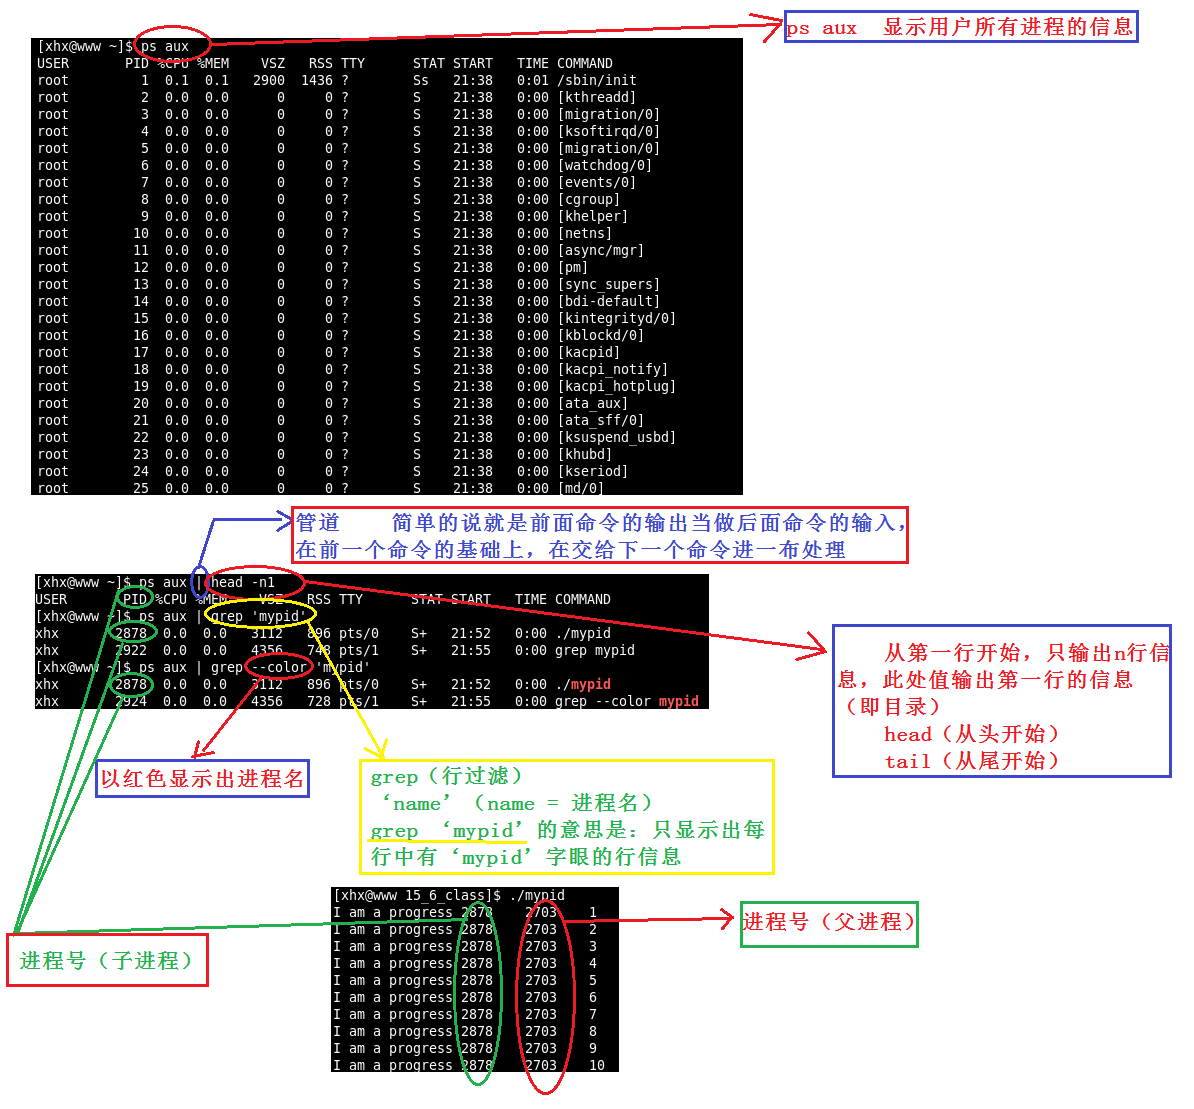 ps aux  显示用户所有进程的信息
[xhx@www ~]$ ps aux
USER       PID %CPU %MEM    VSZ   RSS TTY      STAT START   TIME COMMAND
root         1  0.1  0.1   2900  1436 ?        Ss   21:38   0:01 /sbin/init
root         2  0.0  0.0      0     0 ?        S    21:38   0:00 [kthreadd]
root         3  0.0  0.0      0     0 ?        S    21:38   0:00 [migration/0]
root         4  0.0  0.0      0     0 ?        S    21:38   0:00 [ksoftirqd/0]
root         5  0.0  0.0      0     0 ?        S    21:38   0:00 [migration/0]
root         6  0.0  0.0      0     0 ?        S    21:38   0:00 [watchdog/0]
root         7  0.0  0.0      0     0 ?        S    21:38   0:00 [events/0]
root         8  0.0  0.0      0     0 ?        S    21:38   0:00 [cgroup]
root         9  0.0  0.0      0     0 ?        S    21:38   0:00 [khelper]
root        10  0.0  0.0      0     0 ?        S    21:38   0:00 [netns]
root        11  0.0  0.0      0     0 ?        S    21:38   0:00 [async/mgr]
root        12  0.0  0.0      0     0 ?        S    21:38   0:00 [pm]
root        13  0.0  0.0      0     0 ?        S    21:38   0:00 [sync_supers]
root        14  0.0  0.0      0     0 ?        S    21:38   0:00 [bdi-default]
root        15  0.0  0.0      0     0 ?        S    21:38   0:00 [kintegrityd/0]
root        16  0.0  0.0      0     0 ?        S    21:38   0:00 [kblockd/0]
root        17  0.0  0.0      0     0 ?        S    21:38   0:00 [kacpid]
root        18  0.0  0.0      0     0 ?        S    21:38   0:00 [kacpi_notify]
root        19  0.0  0.0      0     0 ?        S    21:38   0:00 [kacpi_hotplug]
root        20  0.0  0.0      0     0 ?        S    21:38   0:00 [ata_aux]
root        21  0.0  0.0      0     0 ?        S    21:38   0:00 [ata_sff/0]
root        22  0.0  0.0      0     0 ?        S    21:38   0:00 [ksuspend_usbd]
root        23  0.0  0.0      0     0 ?        S    21:38   0:00 [khubd]
root        24  0.0  0.0      0     0 ?        S    21:38   0:00 [kseriod]
root        25  0.0  0.0      0     0 ?        S    21:38   0:00 [md/0]
管道    简单的说就是前面命令的输出当做后面命令的输入，
在前一个命令的基础上，在交给下一个命令进一布处理
[xhx@www ~]$ ps aux | head -n1
USER       PID %CPU %MEM    VSZ   RSS TTY      STAT START   TIME COMMAND
[xhx@www ~]$ ps aux | grep 'mypid'
xhx       2878  0.0  0.0   3112   896 pts/0    S+   21:52   0:00 ./mypid
xhx       2922  0.0  0.0   4356   748 pts/1    S+   21:55   0:00 grep mypid
[xhx@www ~]$ ps aux | grep --color 'mypid'
xhx       2878  0.0  0.0   3112   896 pts/0    S+   21:52   0:00 ./mypid
xhx       2924  0.0  0.0   4356   728 pts/1    S+   21:55   0:00 grep --color mypid
从第一行开始，只输出n行信
息，此处值输出第一行的信息
（即目录）
head（从头开始）
tail（从尾开始）
以红色显示出进程名
grep（行过滤）
‘name’（name = 进程名）
grep ‘mypid’的意思是：只显示出每
行中有‘mypid’字眼的行信息
[xhx@www 15_6_class]$ ./mypid
I am a progress 2878    2703    1
I am a progress 2878    2703    2
I am a progress 2878    2703    3
I am a progress 2878    2703    4
I am a progress 2878    2703    5
I am a progress 2878    2703    6
I am a progress 2878    2703    7
I am a progress 2878    2703    8
I am a progress 2878    2703    9
I am a progress 2878    2703    10
进程号（父进程）
进程号（子进程）